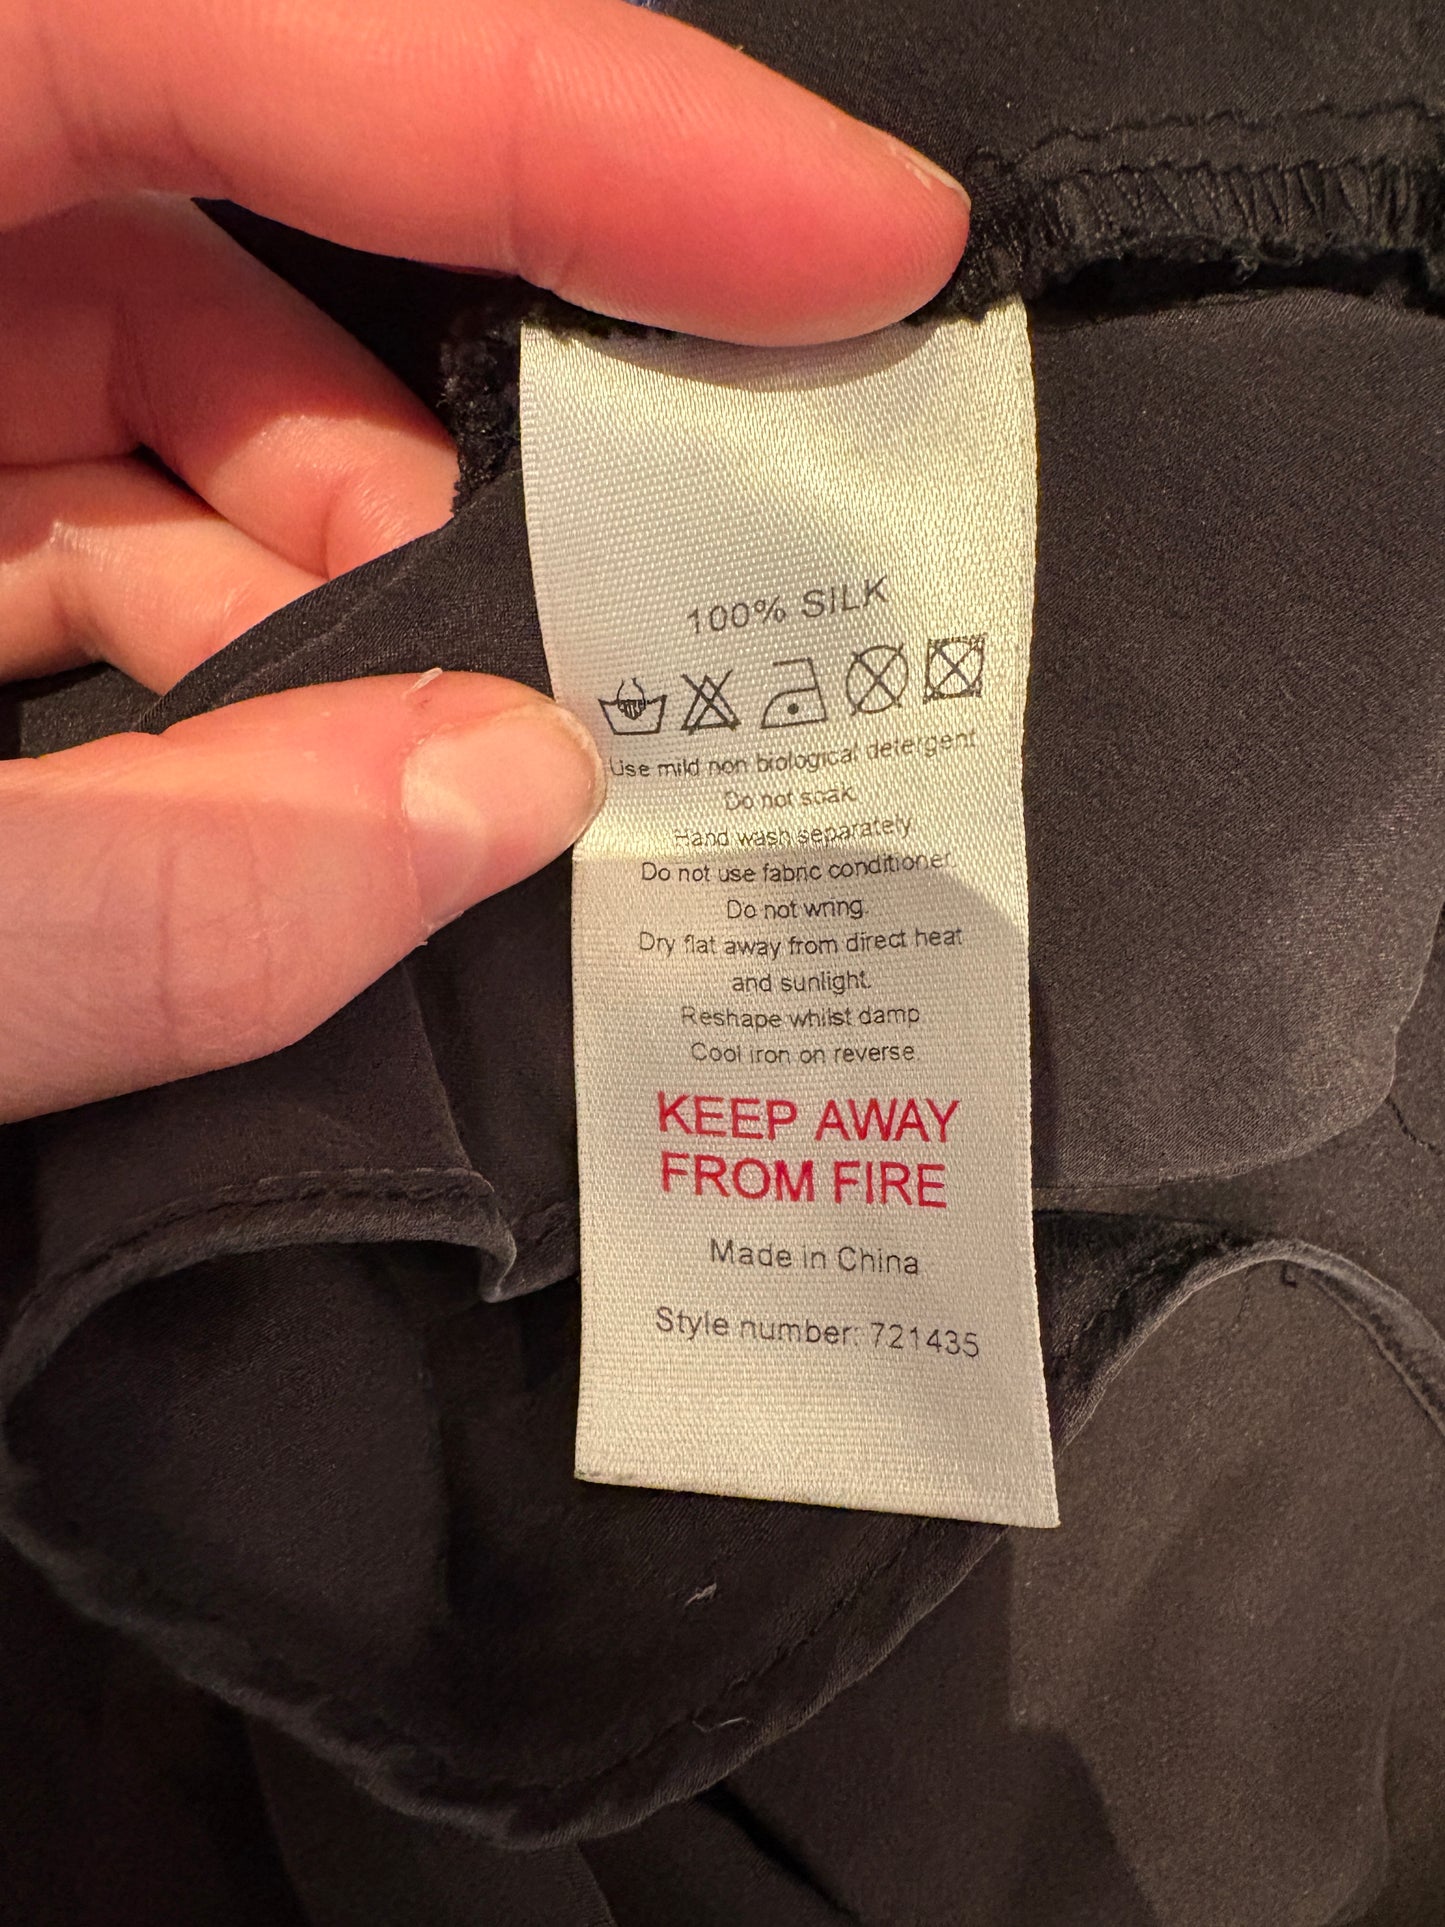 100% SILK
Use mild non biological detergent
Do not soak.
Hand wash separately
Do not use fabric conditioner.
Do not wring.
Dry flat away from direct heat
and sunlight.
Reshape whilst damp
Cool iron on reverse.
KEEP AWAY
FROM FIRE
Made in China
Style number: 721435